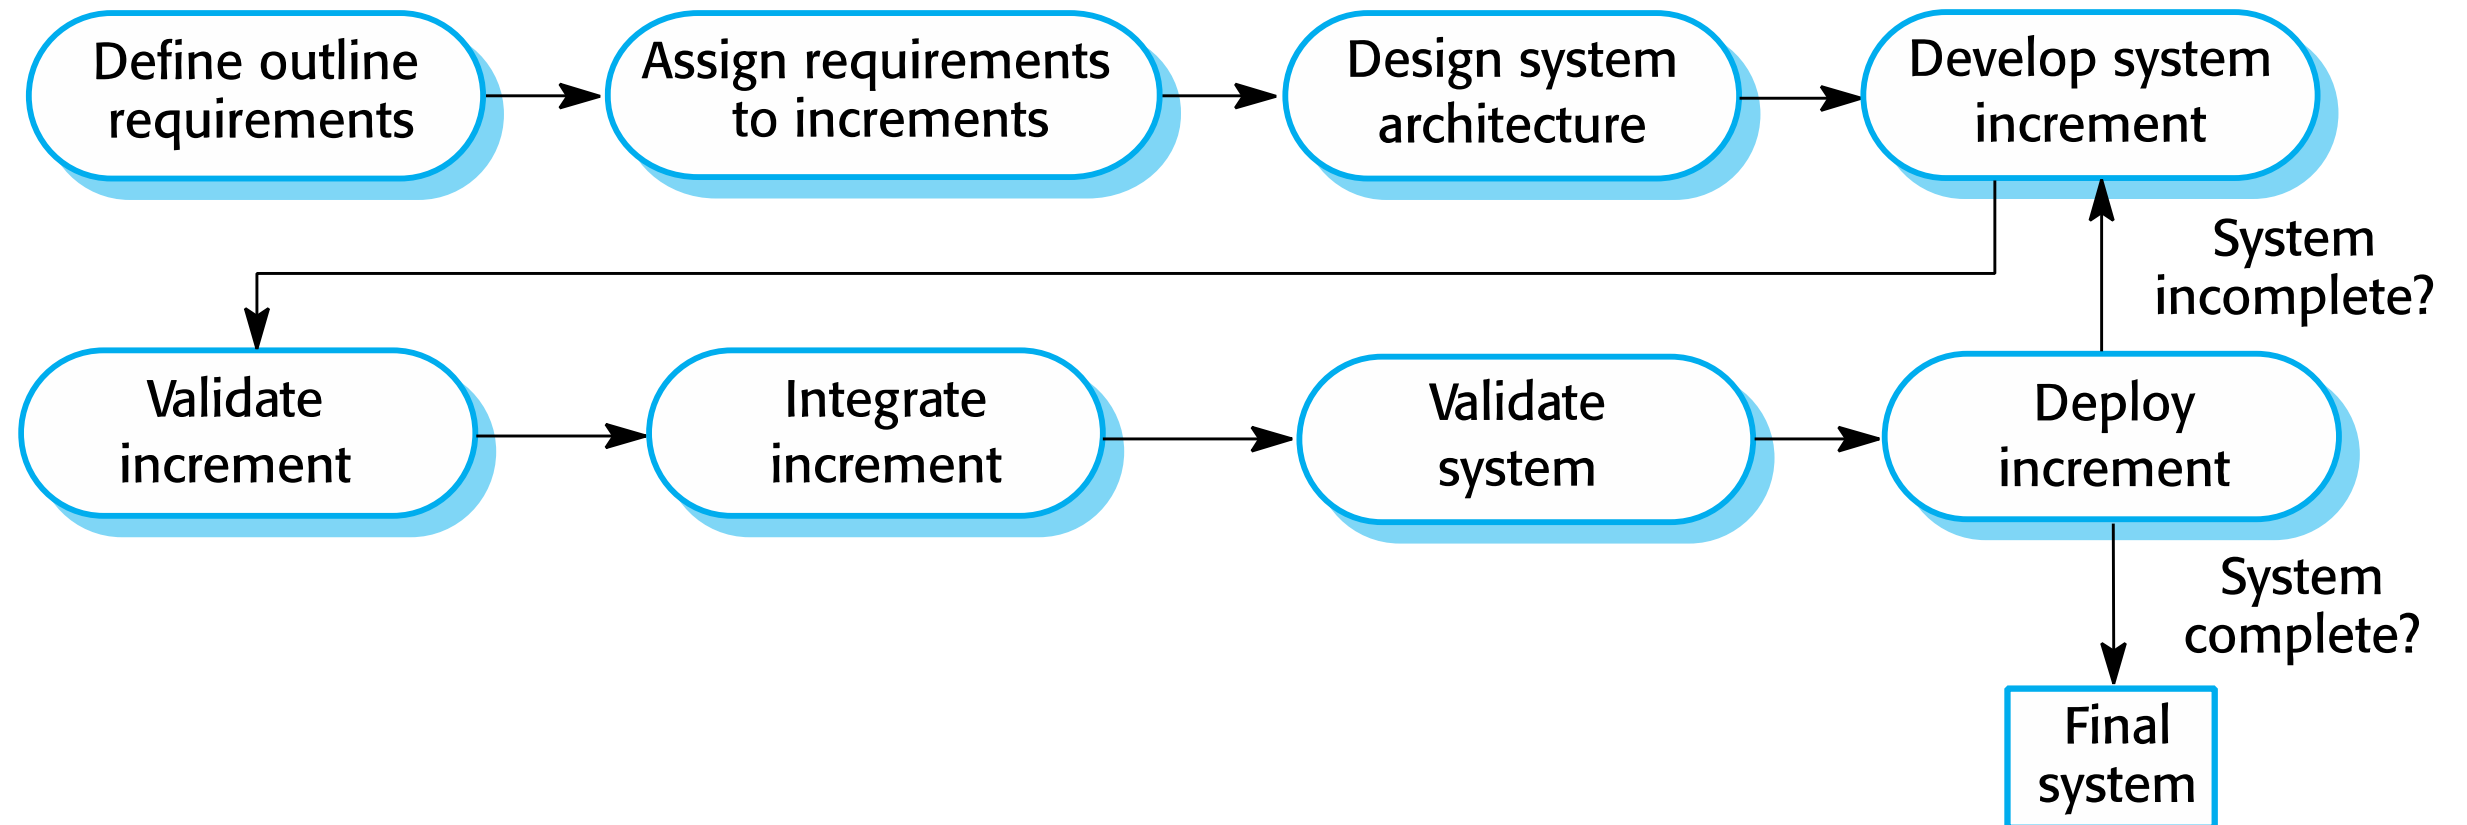 Define outline
requirements
Assign requirements
to increments
Design system
architecture
Develop system
increment
System
incomplete?
Validate
increment
Integrate
increment
Validate
system
Deploy
increment
System
complete?
Final
system